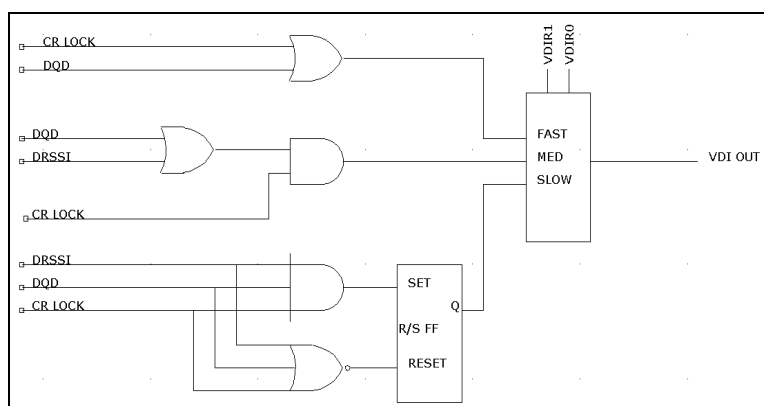 CR LOCK
DQD
VDIR1
VDIR0
DQD
DRSSI
CR LOCK
FAST
MED
SLOW
VDI OUT
DRSSI
DQD
CR LOCK
SET
Q
R/S FF
RESET